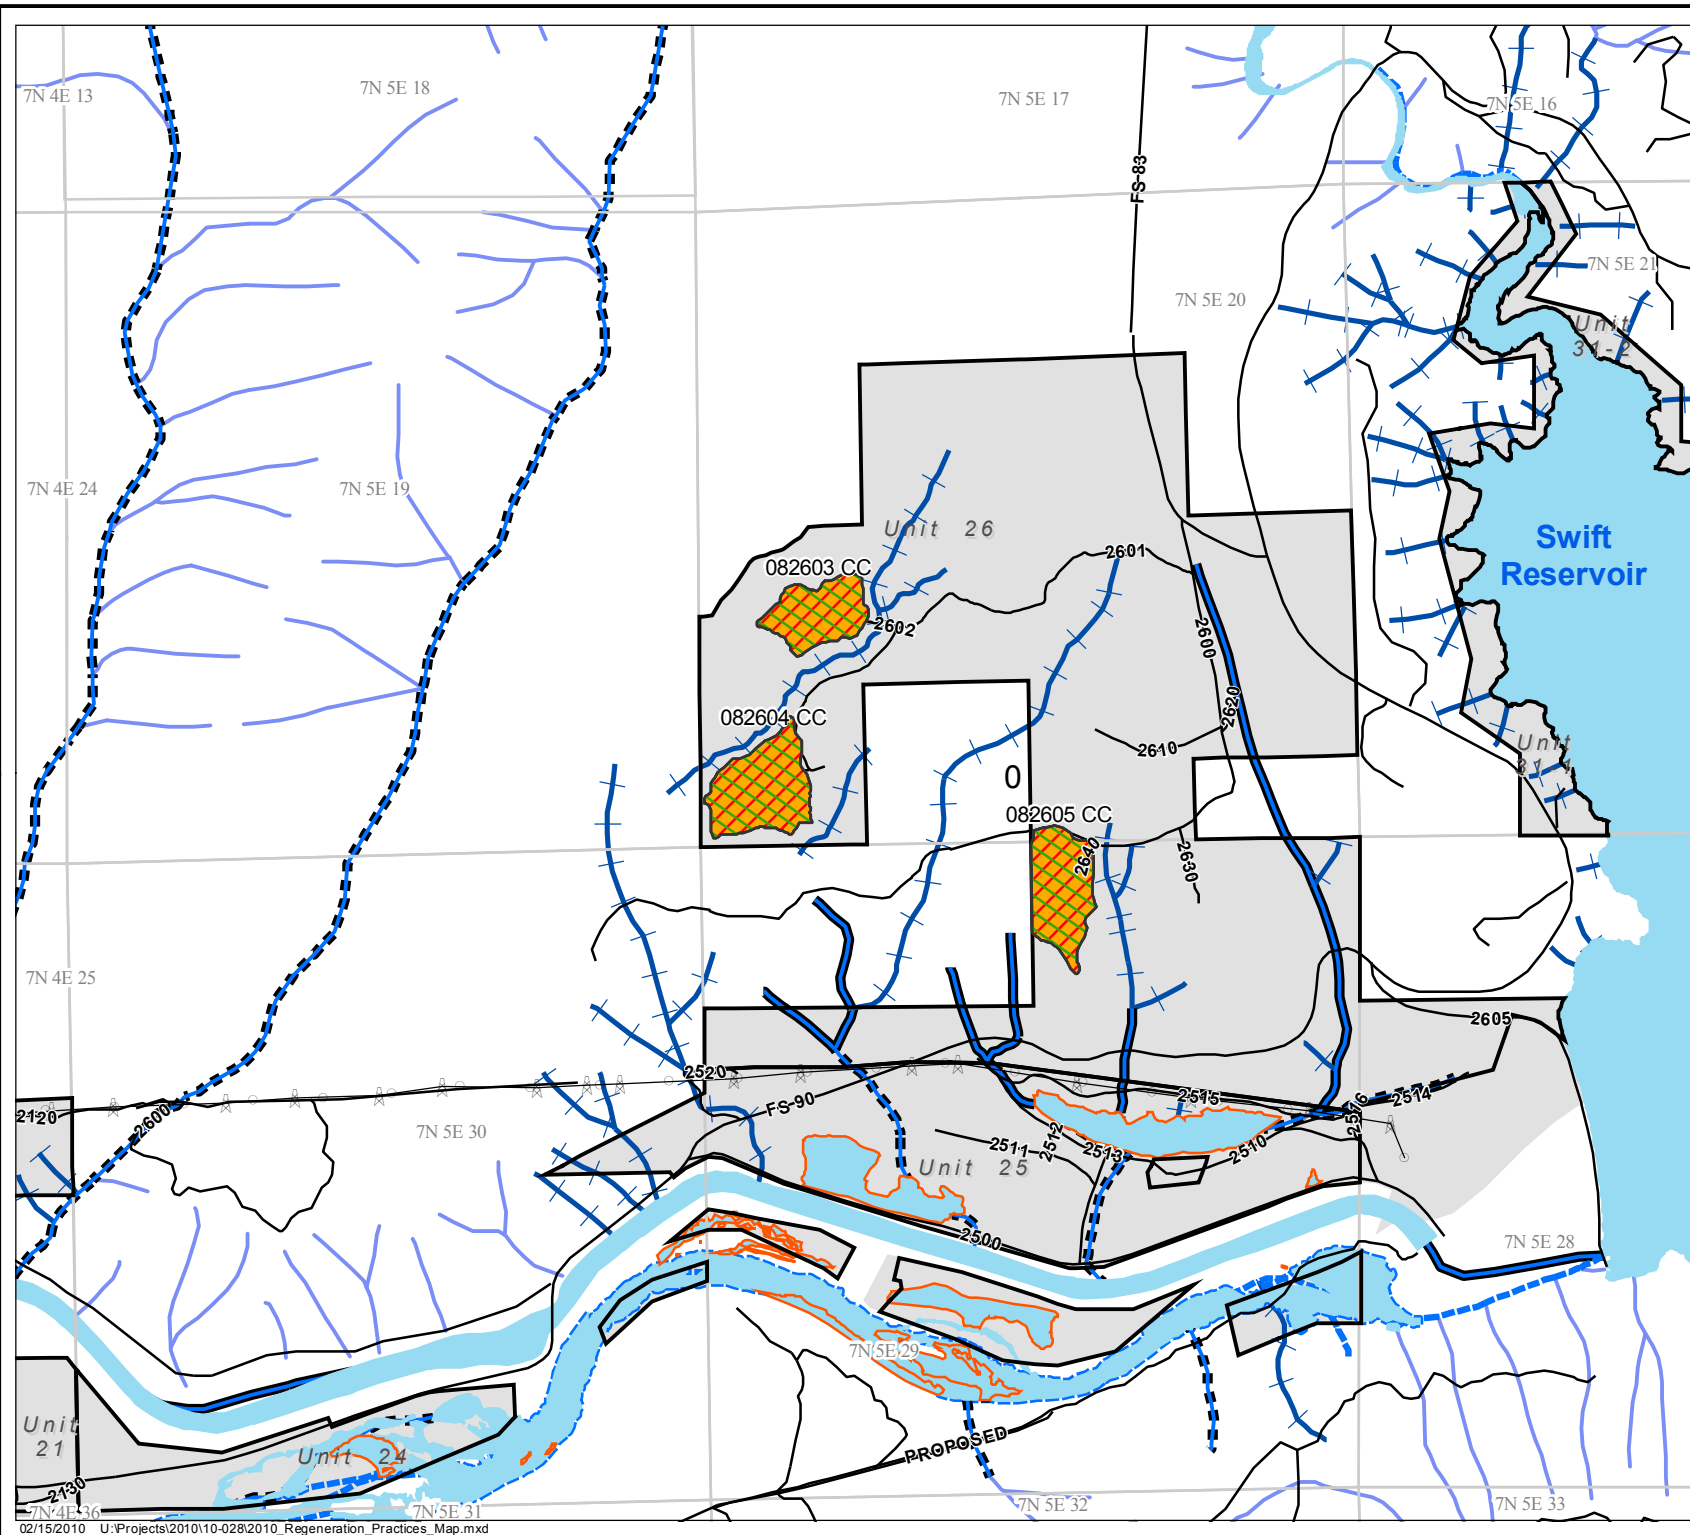 7N 4E 13
7N 5E 18
7N 5E 17
7N 5E 16
FS-83
7N 5E 20
7N 5E 21
Unit
31-2
7N 4E 24
7N 5E 19
Unit 26
Swift
Reservoir
2601
082603 CC
2602
2600
2620
082604 CC
2610
Unit
31-1
0
082605 CC
2640
2630
7N 4E 25
2605
2520
2515
2514
2516
FS-90
2120
2600
7N 5E 30
2511
2512
2513
2510
Unit 25
2500
7N 5E 28
7N 5E 29
Unit
21
Unit 24
PROPOSED
2130
7N 4E 36
7N 5E 31
7N 5E 32
7N 5E 33
02/15/2010 U:\Projects\2010\10-028\2010_Regeneration_Practices_Map.mxd